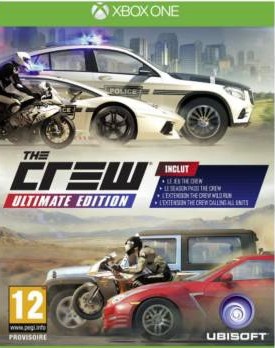 XBOX ONE
POLICE
THE
CREW
ULTIMATE EDITION
INCLUT
• LE JEU THE CREW
• LE SEASON PASS THE CREW
• L'EXTENSION THE CREW WILD RUN
• L'EXTENSION THE CREW CALLING ALL UNITS
12
www.pegi.info
PROVISOIRE
UBISOFT